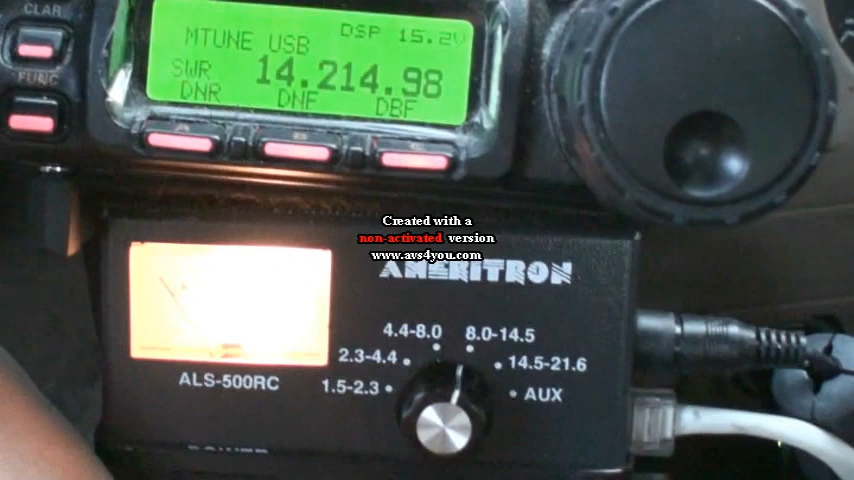 CLAR
FUNC
MTUNE USB DSP 15.2V
SWR 14.214.98
DNR DNF DBF
Created with a
non-activated version
www.avs4you.com
AMERITRON
4.4-8.0 8.0-14.5
2.3-4.4 14.5-21.6
1.5-2.3 AUX
ALS-500RC
POWER